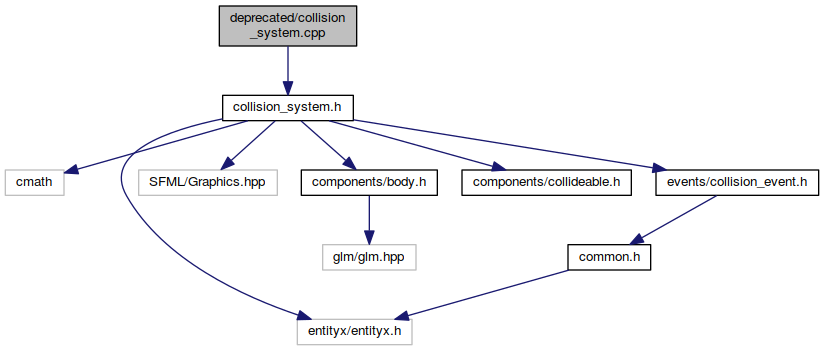 deprecated/collision
_system.cpp
collision_system.h
cmath
SFML/Graphics.hpp
components/body.h
components/collideable.h
events/collision_event.h
glm/glm.hpp
common.h
entityx/entityx.h